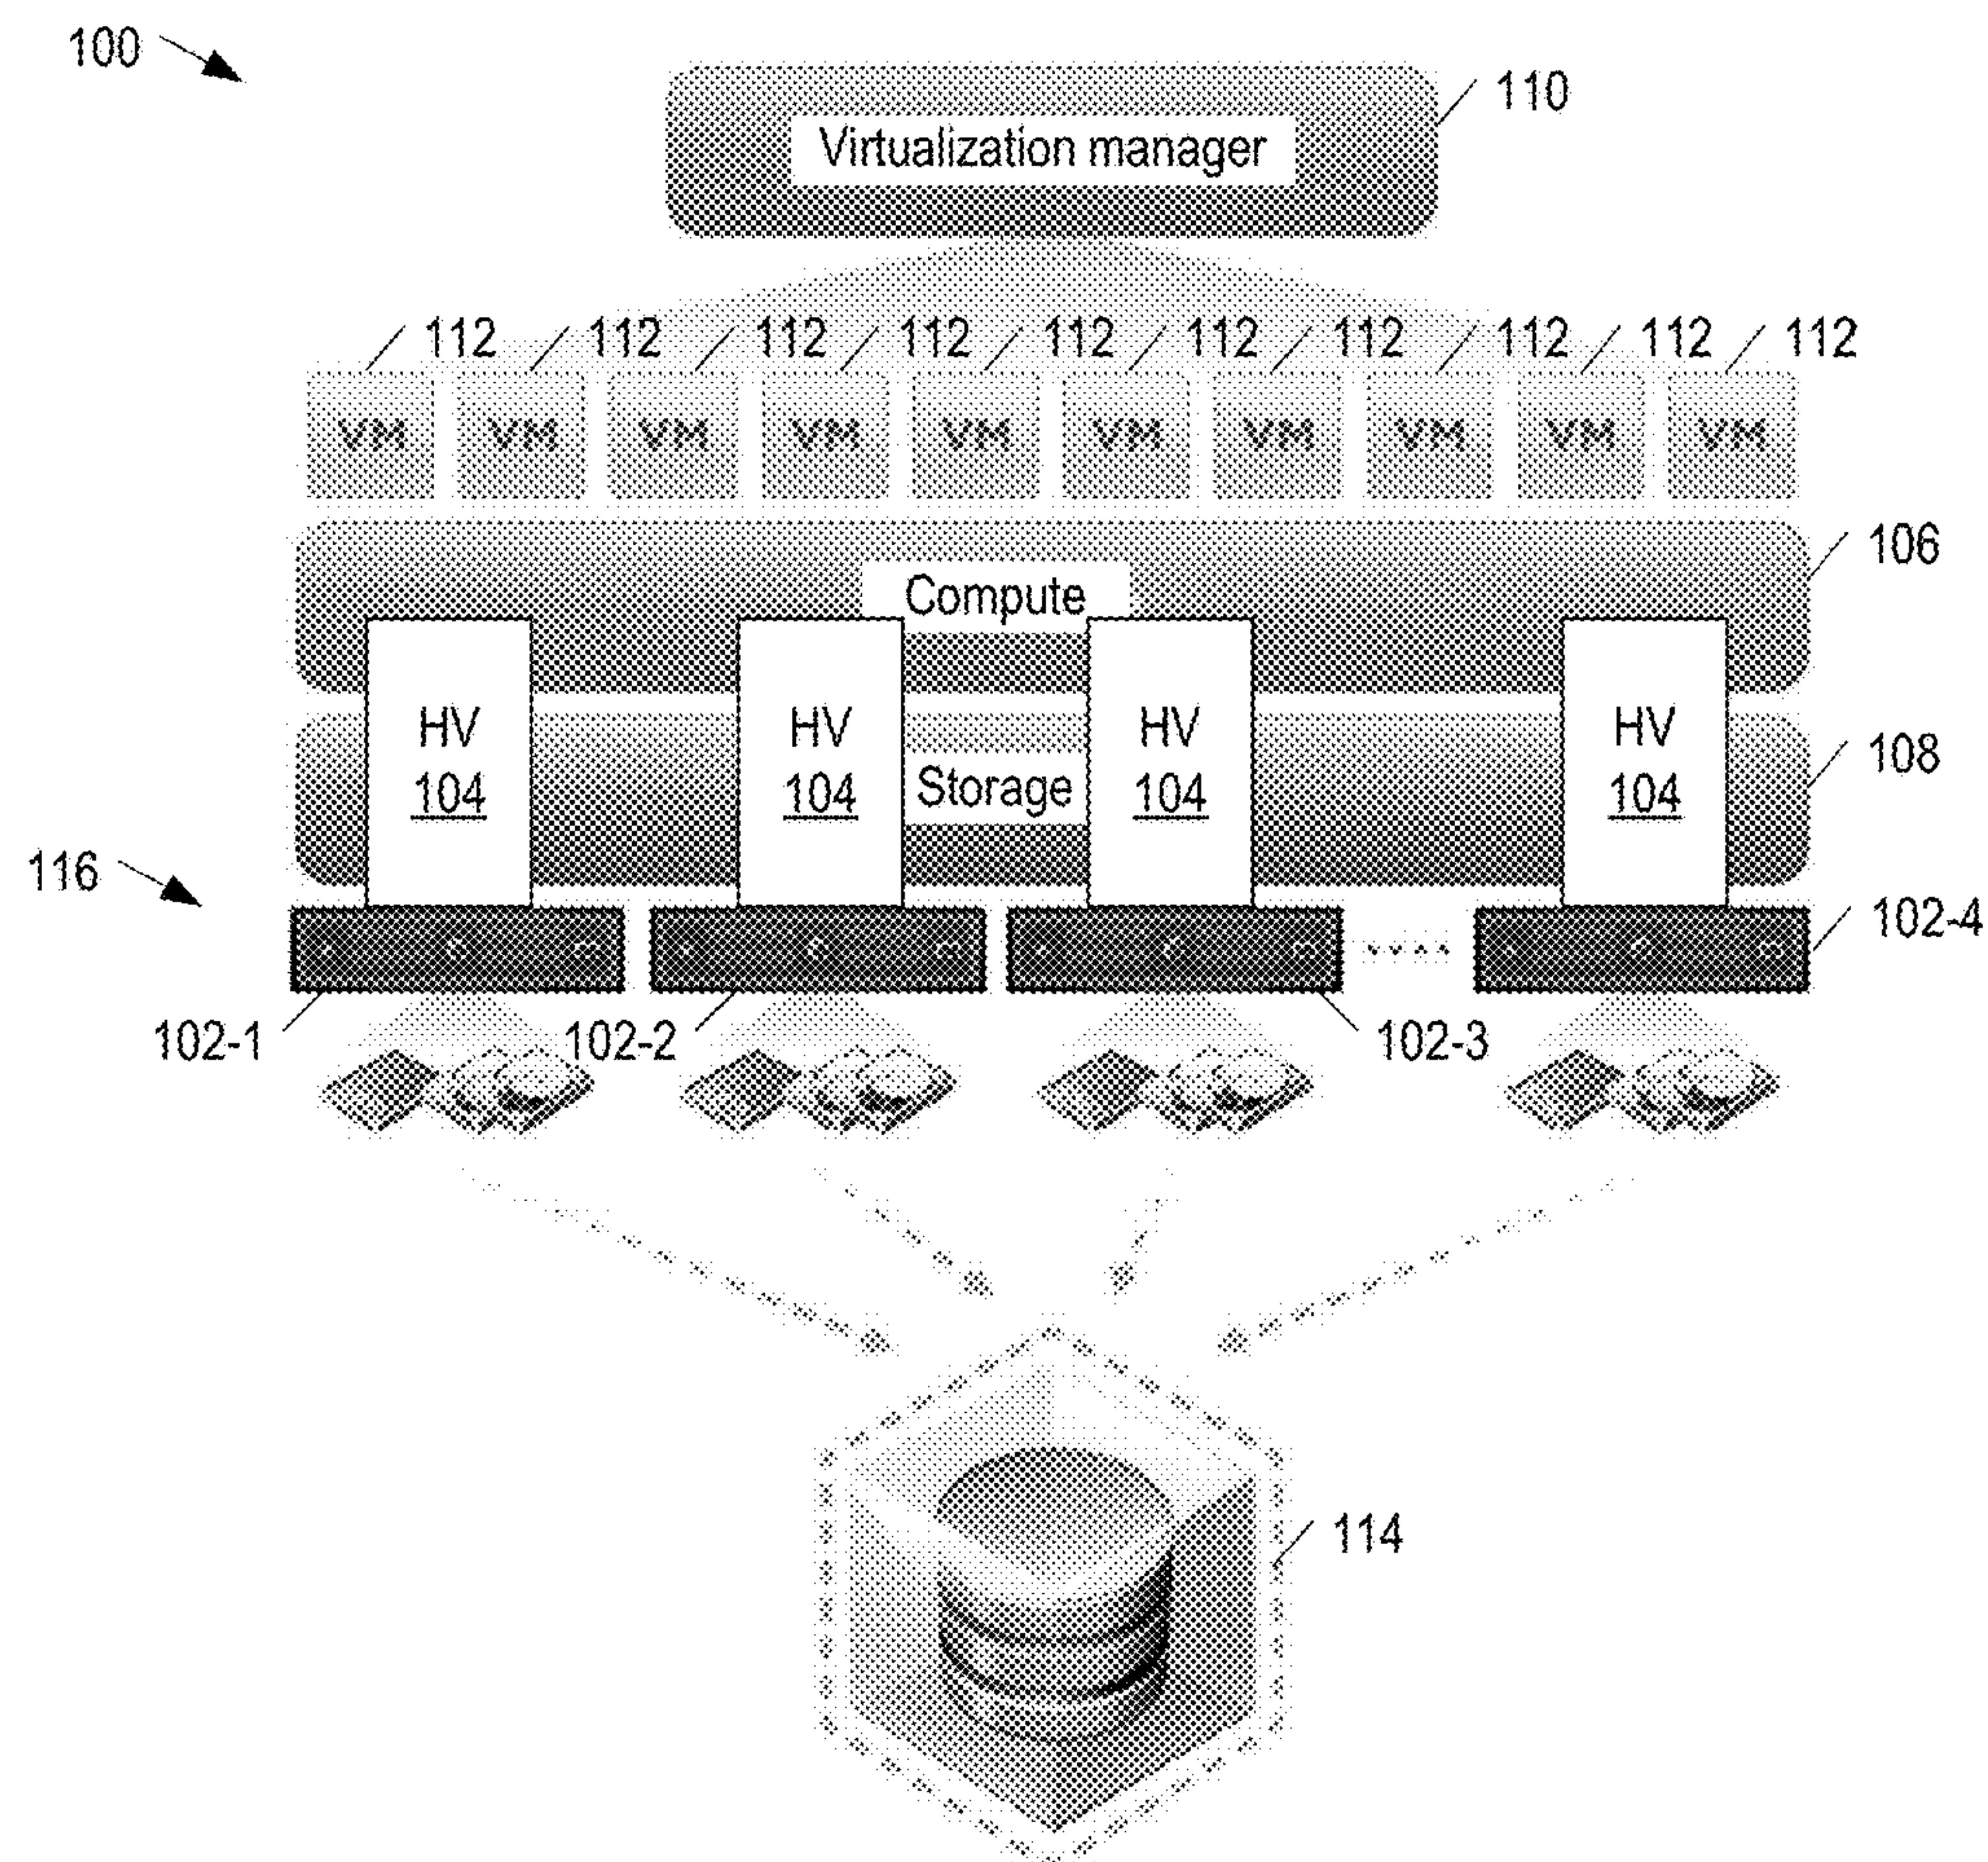 100
110
Virtualization manager
112 112 112 112 112 112 112 112 112 112
VM VM VM VM VM VM VM VM VM VM
106
Compute
HV HV HV HV
108
104 104 Storage 104 104
116
102-4
102-1 102-2 102-3
114